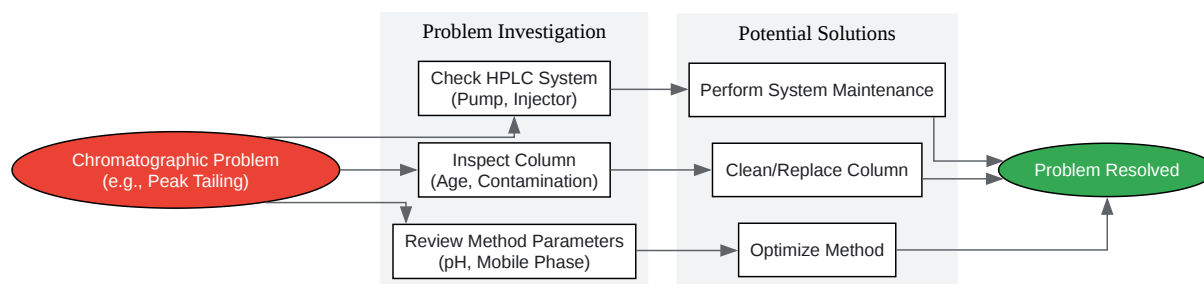 Problem Investigation
Potential Solutions
Check HPLC System
(Pump, Injector)
Perform System Maintenance
Chromatographic Problem
(e.g., Peak Tailing)
Inspect Column
(Age, Contamination)
Clean/Replace Column
Problem Resolved
Review Method Parameters
(pH, Mobile Phase)
Optimize Method